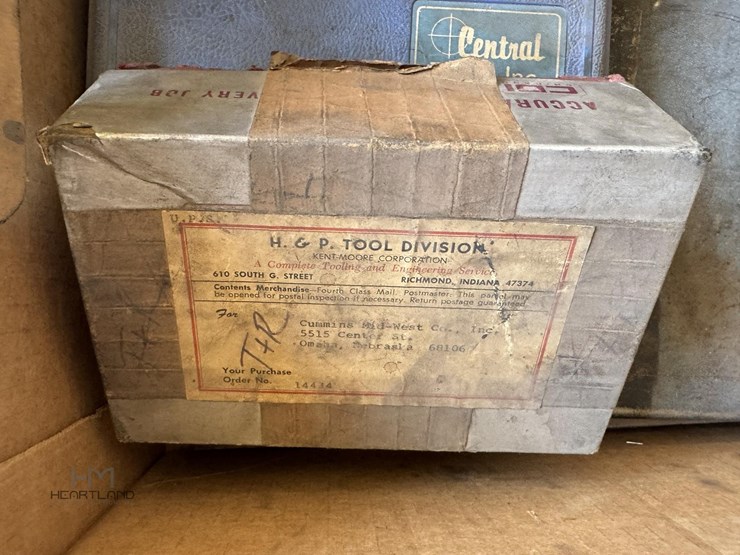 Central
Inc
ACCURA
VERY JOB
U.P.S.
H. & P. TOOL DIVISION
KENT-MOORE CORPORATION
A Complete Tooling and Engineering Service
610 SOUTH G. STREET RICHMOND, INDIANA 47374
Contents Merchandise—Fourth Class Mail. Postmaster: This parcel may
be opened for postal inspection if necessary. Return postage guaranteed.
For
Cummins Mid-West Co., Inc.
5515 Center St.
Omaha, Nebraska 68106
T+R
Your Purchase
Order No. 14434
HM
HEARTLAND